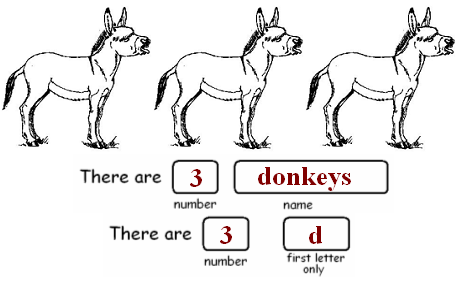 There are 3 donkeys
number name
There are 3 d
number first letter
only